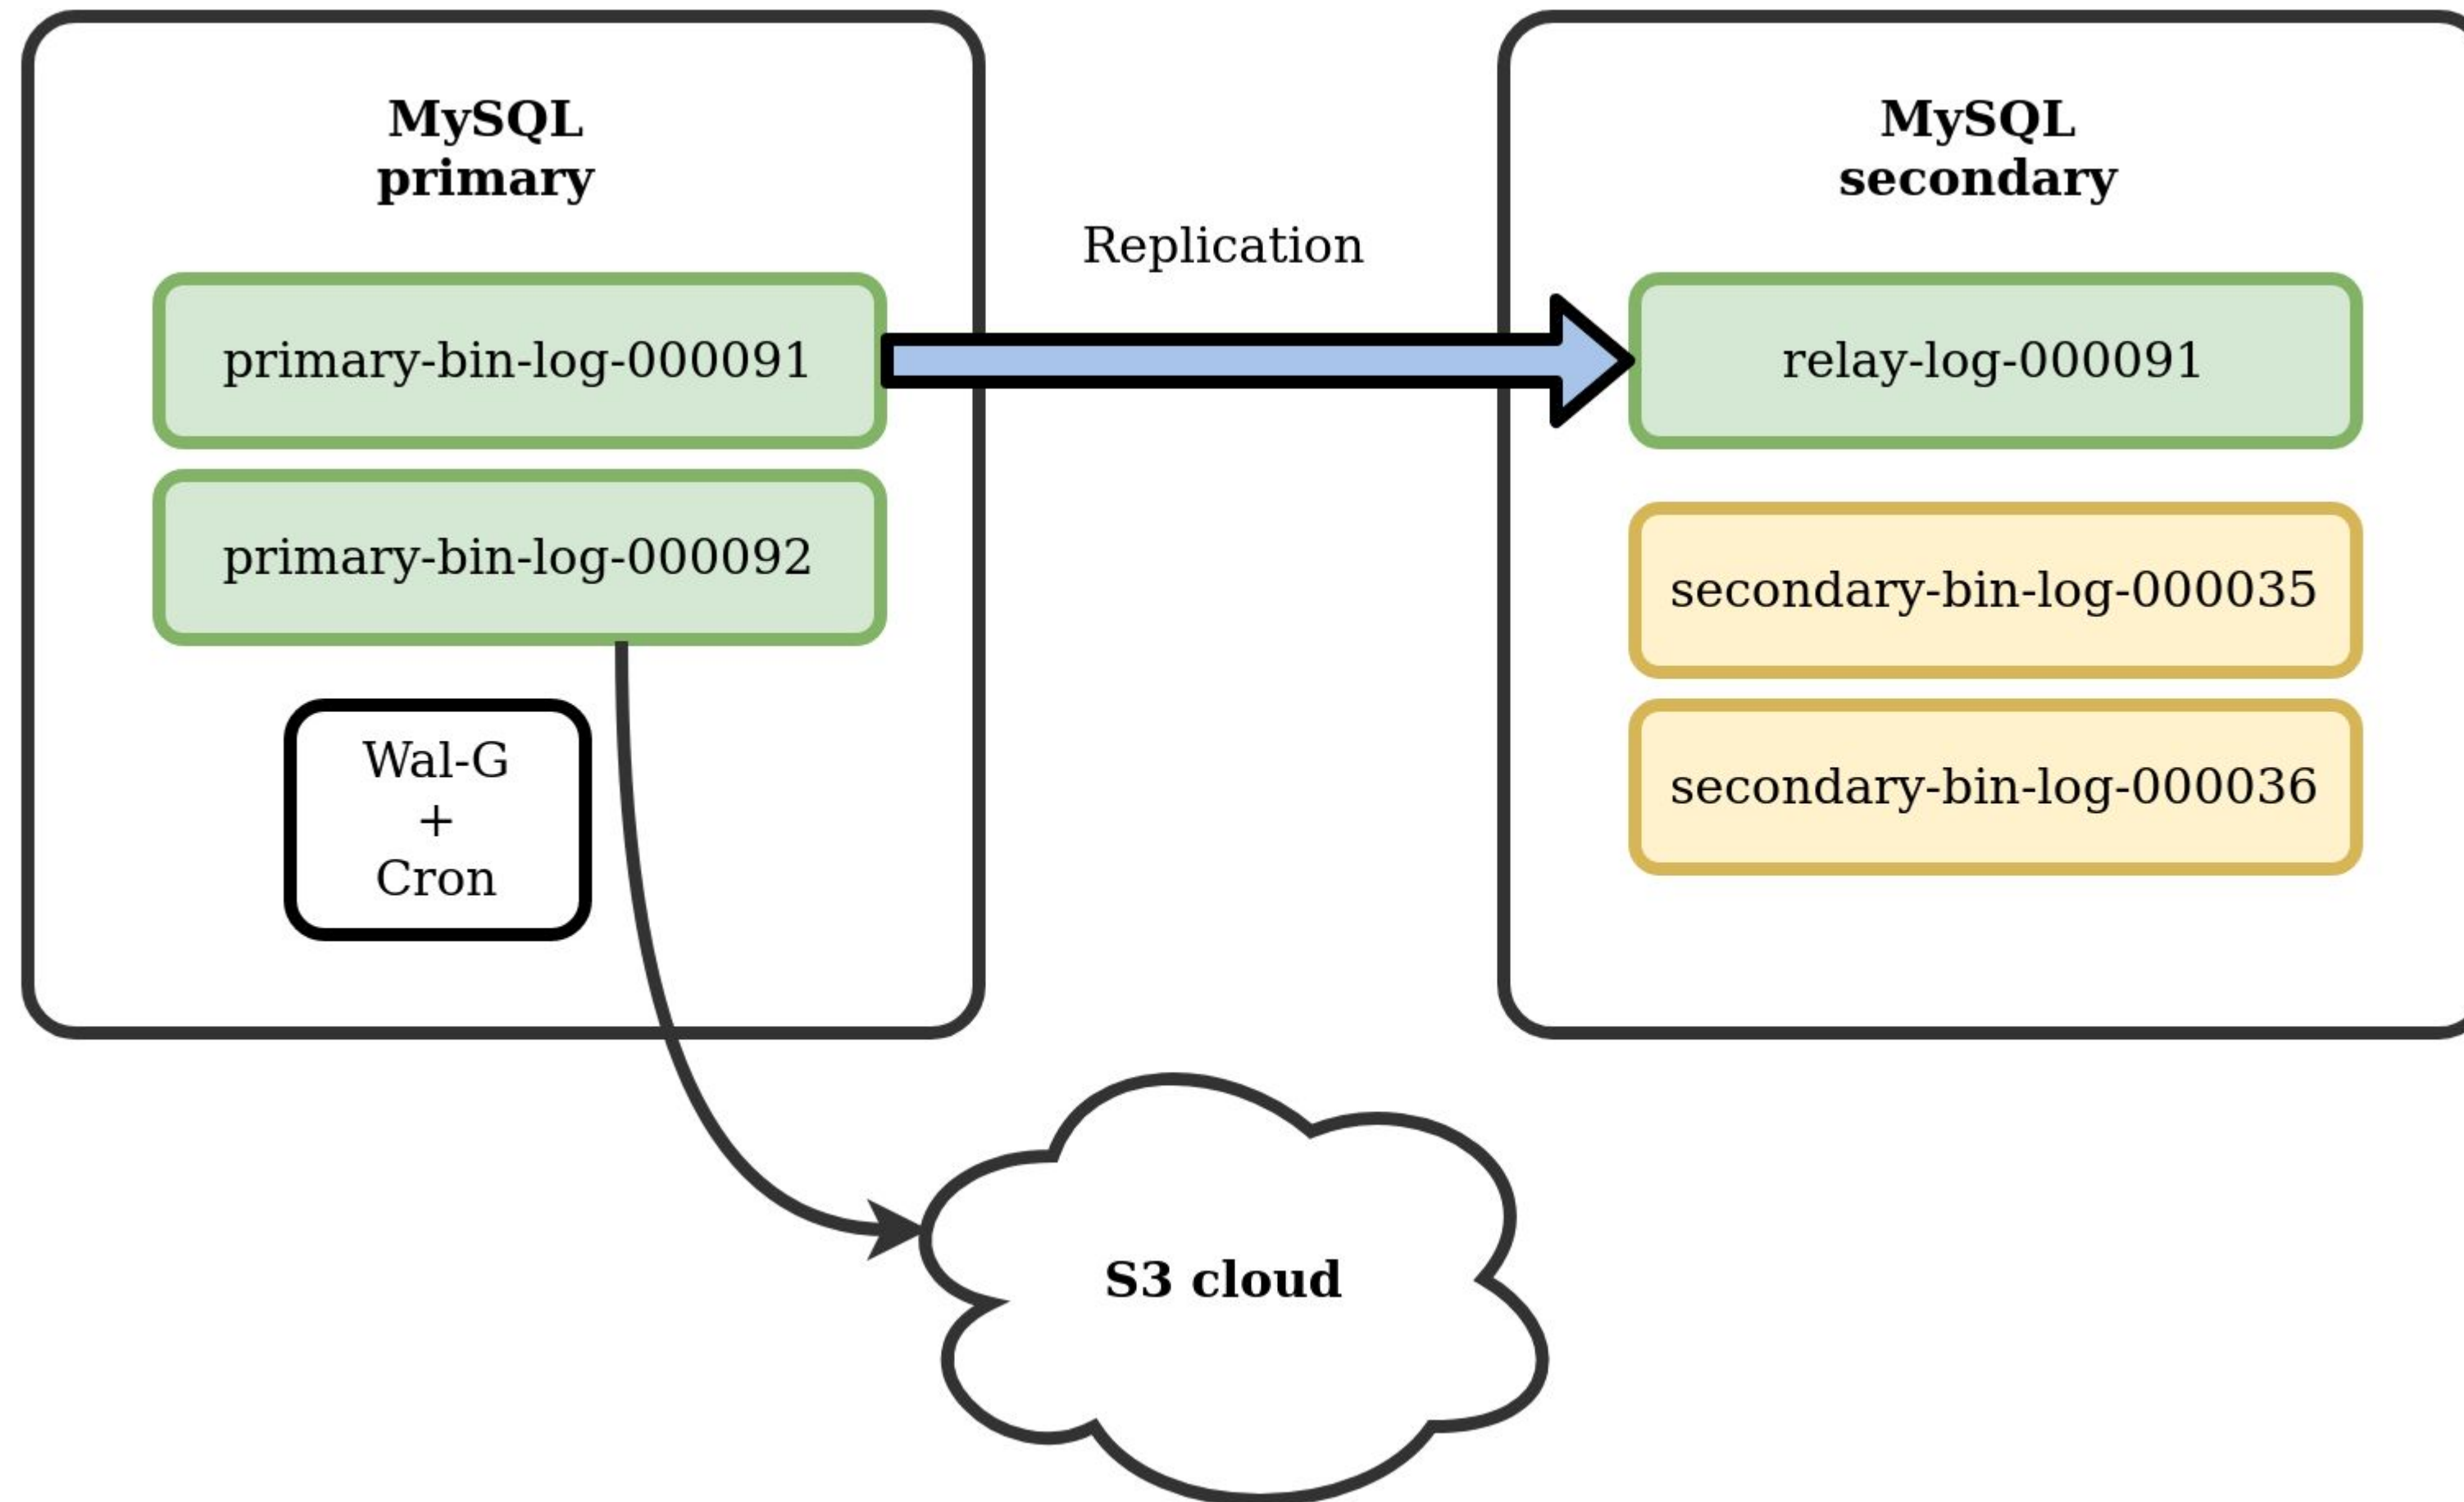 MySQL
primary
primary-bin-log-000091
primary-bin-log-000092
Wal-G
+
Cron
Replication
MySQL
secondary
relay-log-000091
secondary-bin-log-000035
secondary-bin-log-000036
S3 cloud